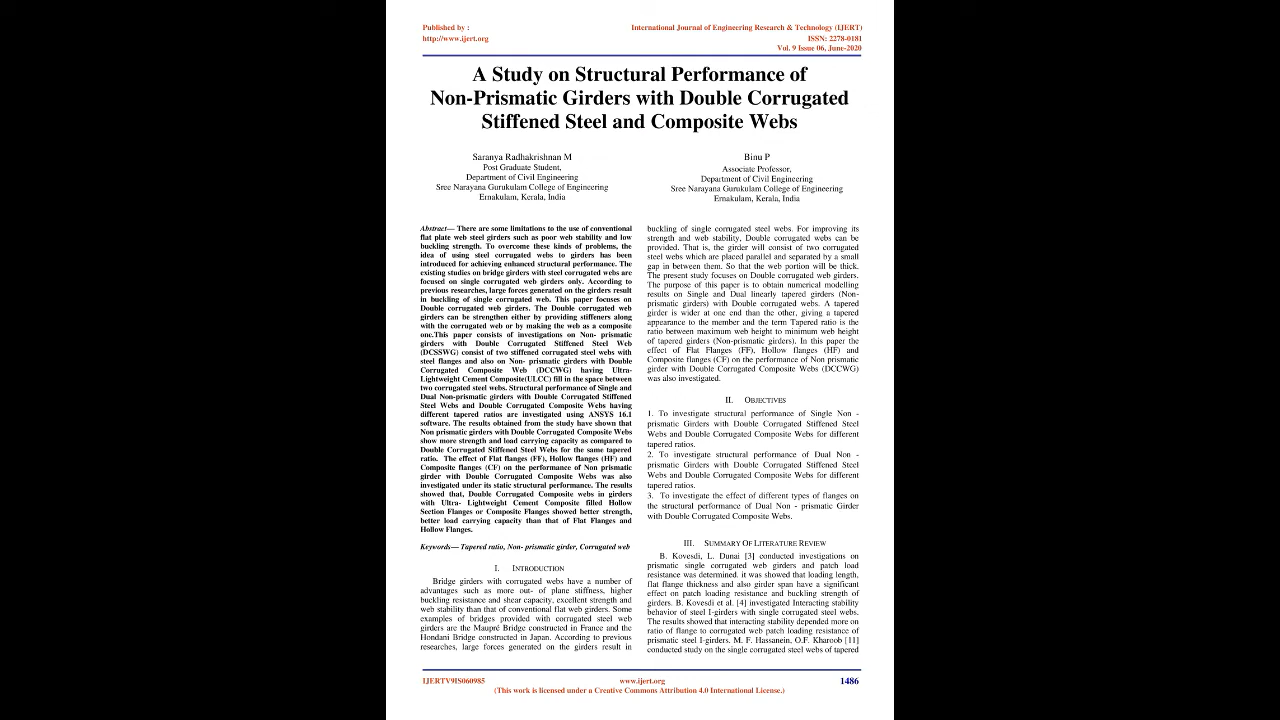 Published by :
http://www.ijert.org
International Journal of Engineering Research & Technology (IJERT)
ISSN: 2278-0181
Vol. 9 Issue 06, June-2020
A Study on Structural Performance of
Non-Prismatic Girders with Double Corrugated
Stiffened Steel and Composite Webs
Saranya Radhakrishnan M
Post Graduate Student,
Department of Civil Engineering
Sree Narayana Gurukulam College of Engineering
Ernakulam, Kerala, India
Binu P
Associate Professor,
Department of Civil Engineering
Sree Narayana Gurukulam College of Engineering
Ernakulam, Kerala, India
Abstract— There are some limitations to the use of conventional
flat plate web steel girders such as poor web stability and low
buckling strength. To overcome these kinds of problems, the
idea of using steel corrugated webs to girders has been
introduced for achieving enhanced structural performance. The
existing studies on bridge girders with steel corrugated webs are
focused on single corrugated web girders only. According to
previous researches, large forces generated on the girders result
in buckling of single corrugated web. This paper focuses on
Double corrugated web girders. The Double corrugated web
girders can be strengthen either by providing stiffeners along
with the corrugated web or by making the web as a composite
one.This paper consists of investigations on Non- prismatic
girders with Double Corrugated Stiffened Steel Web
(DCSSWG) consist of two stiffened corrugated steel webs with
steel flanges and also on Non- prismatic girders with Double
Corrugated Composite Web (DCCWG) having Ultra-
Lightweight Cement Composite(ULCC) fill in the space between
two corrugated steel webs. Structural performance of Single and
Dual Non-prismatic girders with Double Corrugated Stiffened
Steel Webs and Double Corrugated Composite Webs having
different tapered ratios are investigated using ANSYS 16.1
software. The results obtained from the study have shown that
Non prismatic girders with Double Corrugated Composite Webs
show more strength and load carrying capacity as compared to
Double Corrugated Stiffened Steel Webs for the same tapered
ratio. The effect of Flat flanges (FF), Hollow flanges (HF) and
Composite flanges (CF) on the performance of Non prismatic
girder with Double Corrugated Composite Webs was also
investigated under its static structural performance. The results
showed that, Double Corrugated Composite webs in girders
with Ultra- Lightweight Cement Composite filled Hollow
Section Flanges or Composite Flanges showed better strength,
better load carrying capacity than that of Flat Flanges and
Hollow Flanges.
Keywords— Tapered ratio, Non- prismatic girder, Corrugated web
I. INTRODUCTION
Bridge girders with corrugated webs have a number of
advantages such as more out- of plane stiffness, higher
buckling resistance and shear capacity, excellent strength and
web stability than that of conventional flat web girders. Some
examples of bridges provided with corrugated steel web
girders are the Maupré Bridge constructed in France and the
Hondani Bridge constructed in Japan. According to previous
researches, large forces generated on the girders result in
buckling of single corrugated steel webs. For improving its
strength and web stability, Double corrugated webs can be
provided. That is, the girder will consist of two corrugated
steel webs which are placed parallel and separated by a small
gap in between them. So that the web portion will be thick.
The present study focuses on Double corrugated web girders.
The purpose of this paper is to obtain numerical modelling
results on Single and Dual linearly tapered girders (Non-
prismatic girders) with Double corrugated webs. A tapered
girder is wider at one end than the other, giving a tapered
appearance to the member and the term Tapered ratio is the
ratio between maximum web height to minimum web height
of tapered girders (Non-prismatic girders). In this paper the
effect of Flat Flanges (FF), Hollow flanges (HF) and
Composite flanges (CF) on the performance of Non prismatic
girder with Double Corrugated Composite Webs (DCCWG)
was also investigated.
II. OBJECTIVES
1. To investigate structural performance of Single Non -
prismatic Girders with Double Corrugated Stiffened Steel
Webs and Double Corrugated Composite Webs for different
tapered ratios.
2. To investigate structural performance of Dual Non -
prismatic Girders with Double Corrugated Stiffened Steel
Webs and Double Corrugated Composite Webs for different
tapered ratios.
3. To investigate the effect of different types of flanges on
the structural performance of Dual Non - prismatic Girder
with Double Corrugated Composite Webs.
III. SUMMARY OF LITERATURE REVIEW
B. Kovesdi, L. Dunai [3] conducted investigations on
prismatic single corrugated web girders and patch load
resistance was determined. it was showed that loading length,
flat flange thickness and also girder span have a significant
effect on patch loading resistance and buckling strength of
girders. B. Kovesdi et al. [4] investigated Interacting stability
behavior of steel I-girders with single corrugated steel webs.
The results showed that interacting stability depended more on
ratio of flange to corrugated web patch loading resistance of
prismatic steel I-girders. M. F. Hassanein, O.F. Kharoob [11]
conducted study on the single corrugated steel webs of tapered
IJERTV9IS060985
www.ijert.org
(This work is licensed under a Creative Commons Attribution 4.0 International License.)
1486